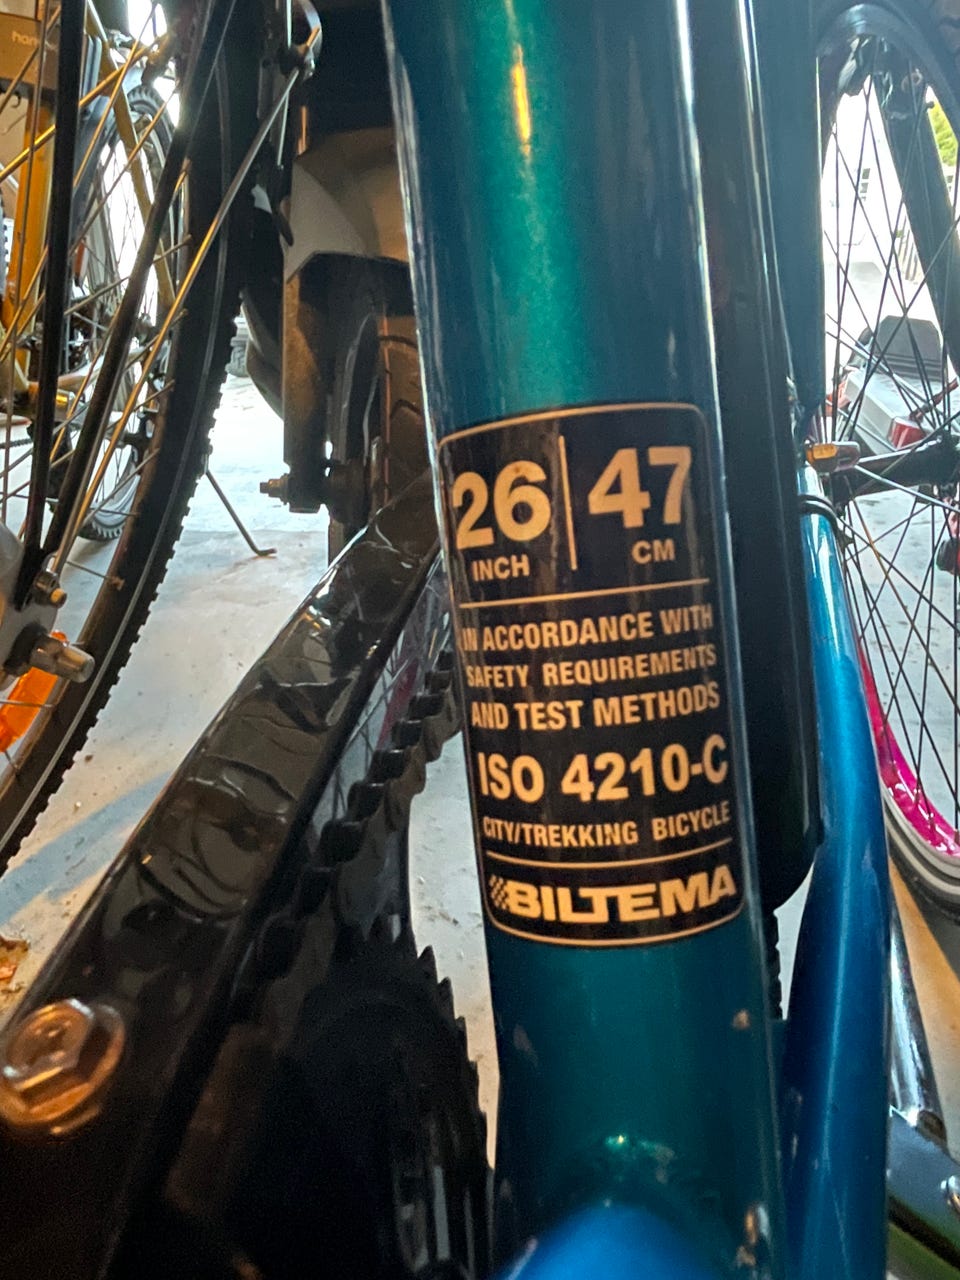 26 | 47
INCH CM
IN ACCORDANCE WITH
SAFETY REQUIREMENTS
AND TEST METHODS
ISO 4210-C
CITY/TREKKING BICYCLE
BILTEMA